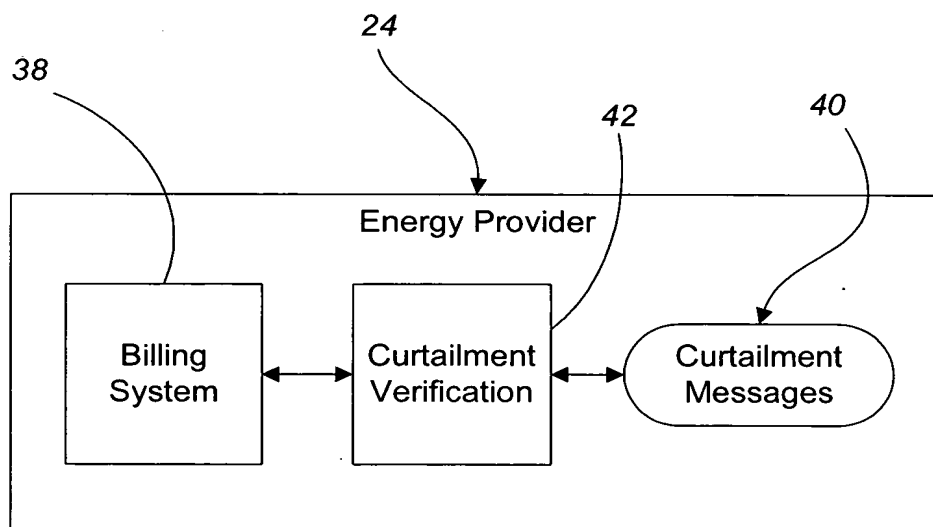 24
38
42
40
Energy Provider
Billing
System
Curtailment
Verification
Curtailment
Messages